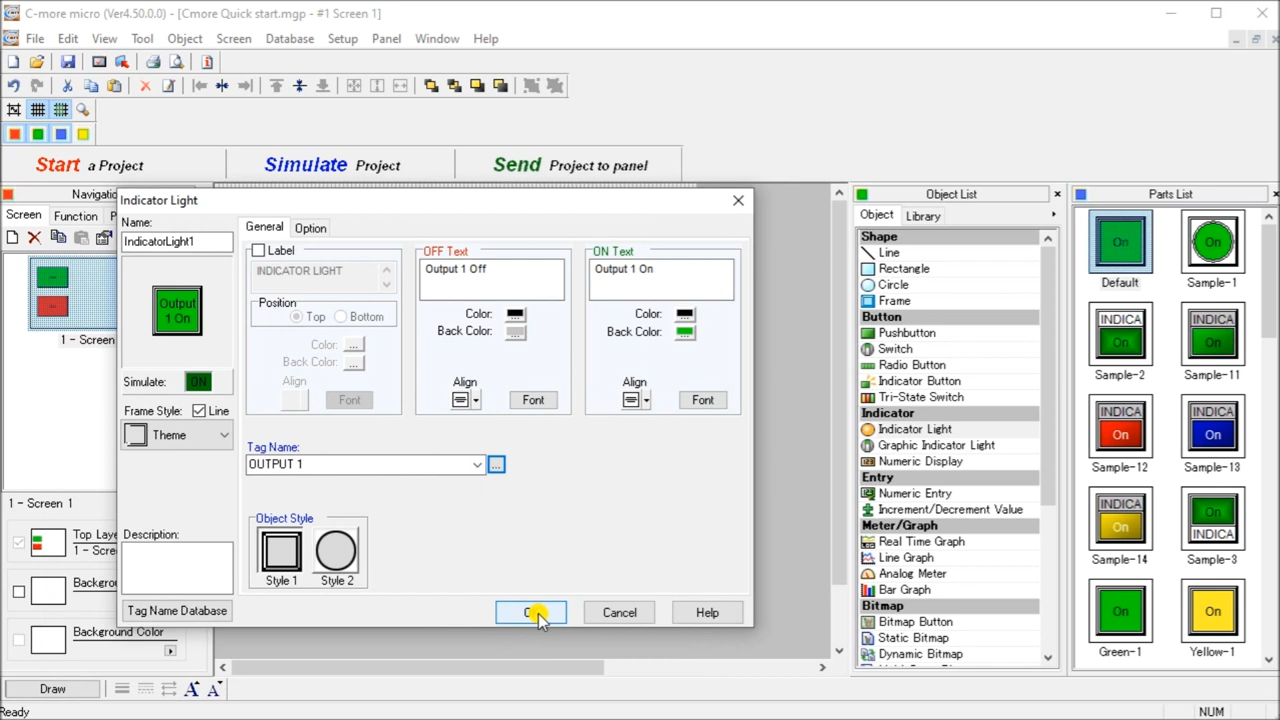 C-more micro (Ver4.50.0.0) - [Cmore Quick start.mgp - #1 Screen 1]
File Edit View Tool Object Screen Database Setup Panel Window Help
Start a Project
Simulate Project
Send Project to panel
Screen Function
1 - Screen
1 - Screen 1
Top Laye
1 - Scree
Backgro
Backgro
Background Color
Draw
Ready
NUM
Indicator Light
Name:
IndicatorLight1
Output
1 On
Simulate: ON
Frame Style: Line
Theme
Description:
Tag Name Database
General Option
Label
INDICATOR LIGHT
Position
Top Bottom
Color: ...
Back Color: ...
Align
Font
OFF Text
Output 1 Off
Color: ...
Back Color: ...
Align
Font
ON Text
Output 1 On
Color: ...
Back Color: ...
Align
Font
Tag Name:
OUTPUT 1
...
Object Style
Style 1 Style 2
Cancel
Help
Object List
Object Library
Shape
Line
Rectangle
Circle
Frame
Button
Pushbutton
Switch
Radio Button
Indicator Button
Tri-State Switch
Indicator
Indicator Light
Graphic Indicator Light
Numeric Display
Entry
Numeric Entry
Increment/Decrement Value
Meter/Graph
Real Time Graph
Line Graph
Analog Meter
Bar Graph
Bitmap
Bitmap Button
Static Bitmap
Dynamic Bitmap
Parts List
On
Default
On
Sample-1
INDICA
On
Sample-2
INDICA
On
Sample-11
INDICA
On
Sample-12
INDICA
On
Sample-13
INDICA
On
Sample-14
On
INDICA
Sample-3
On
Green-1
On
Yellow-1